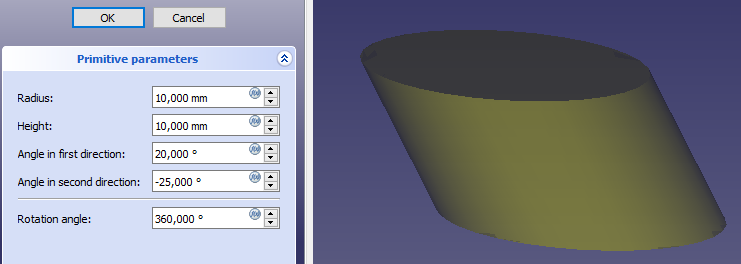 OK Cancel
Primitive parameters
Radius: 10,000 mm
Height: 10,000 mm
Angle in first direction: 20,000 °
Angle in second direction: -25,000 °
Rotation angle: 360,000 °